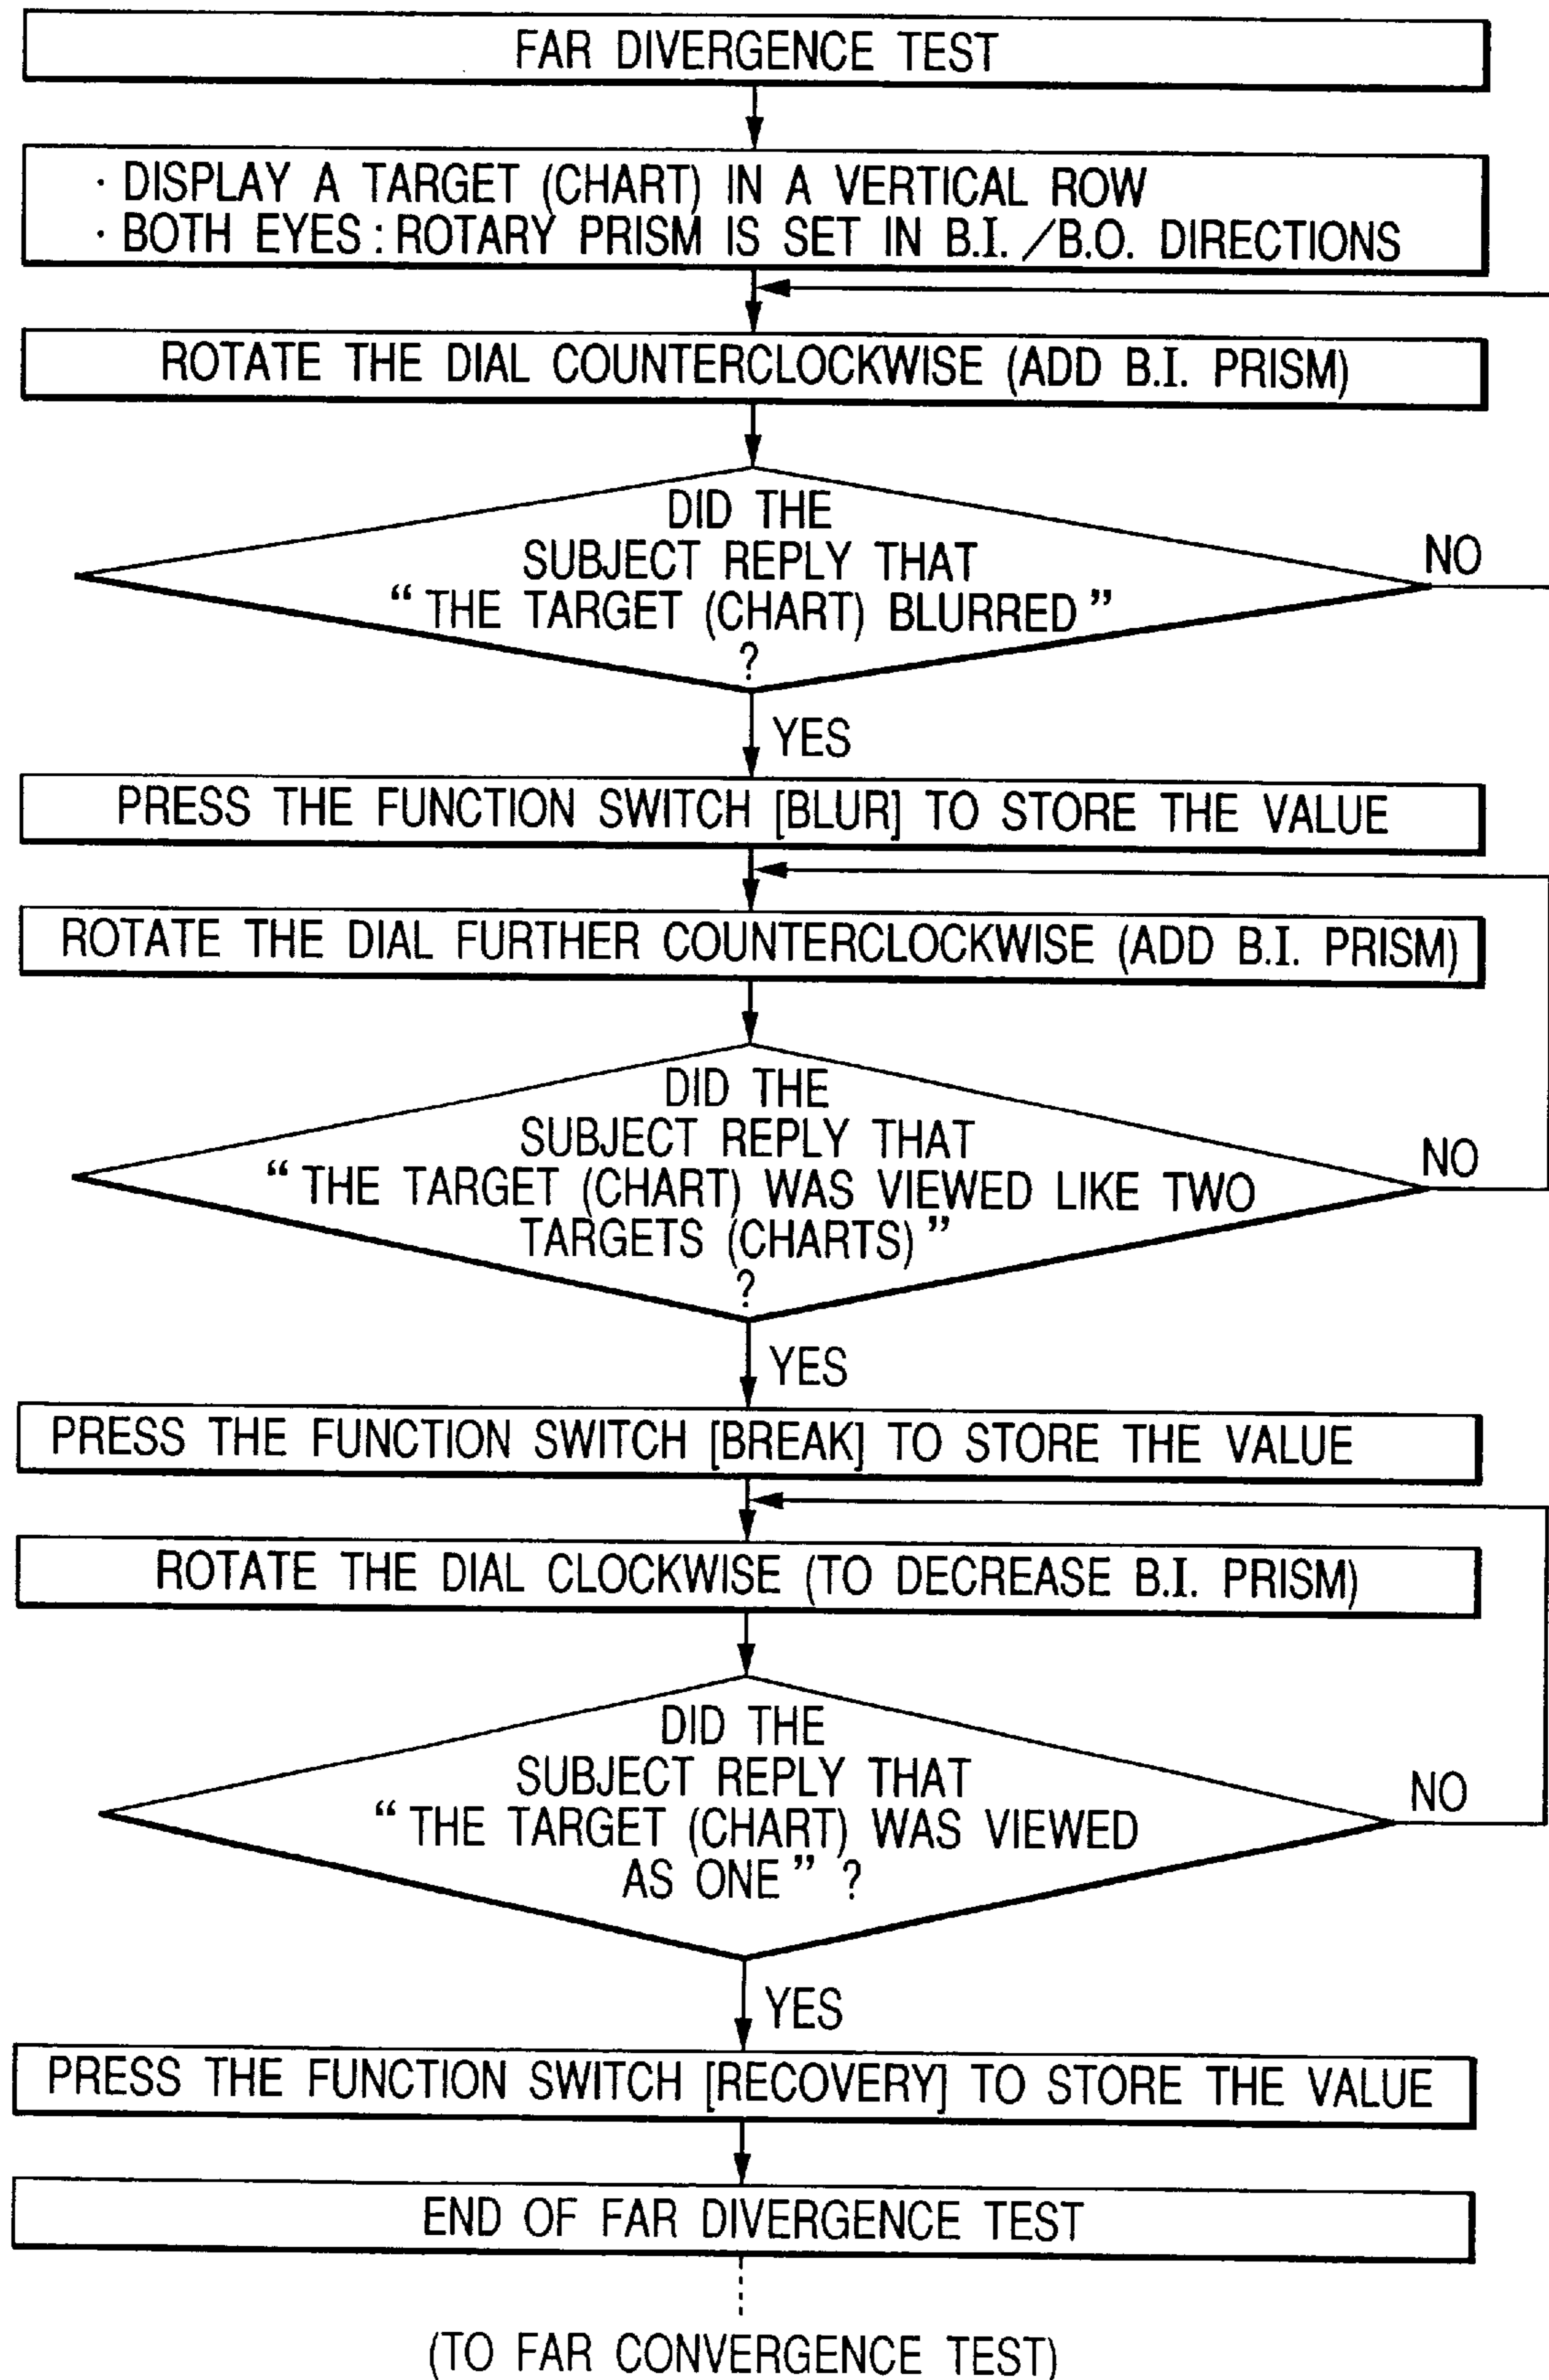 FAR DIVERGENCE TEST
· DISPLAY A TARGET (CHART) IN A VERTICAL ROW
· BOTH EYES : ROTARY PRISM IS SET IN B.I. / B.O. DIRECTIONS
ROTATE THE DIAL COUNTERCLOCKWISE (ADD B.I. PRISM)
DID THE
SUBJECT REPLY THAT
“ THE TARGET (CHART) BLURRED ”
?
NO
YES
PRESS THE FUNCTION SWITCH [BLUR] TO STORE THE VALUE
ROTATE THE DIAL FURTHER COUNTERCLOCKWISE (ADD B.I. PRISM)
DID THE
SUBJECT REPLY THAT
“ THE TARGET (CHART) WAS VIEWED LIKE TWO
TARGETS (CHARTS) ”
?
NO
YES
PRESS THE FUNCTION SWITCH [BREAK] TO STORE THE VALUE
ROTATE THE DIAL CLOCKWISE (TO DECREASE B.I. PRISM)
DID THE
SUBJECT REPLY THAT
“ THE TARGET (CHART) WAS VIEWED
AS ONE ” ?
NO
YES
PRESS THE FUNCTION SWITCH [RECOVERY] TO STORE THE VALUE
END OF FAR DIVERGENCE TEST
(TO FAR CONVERGENCE TEST)